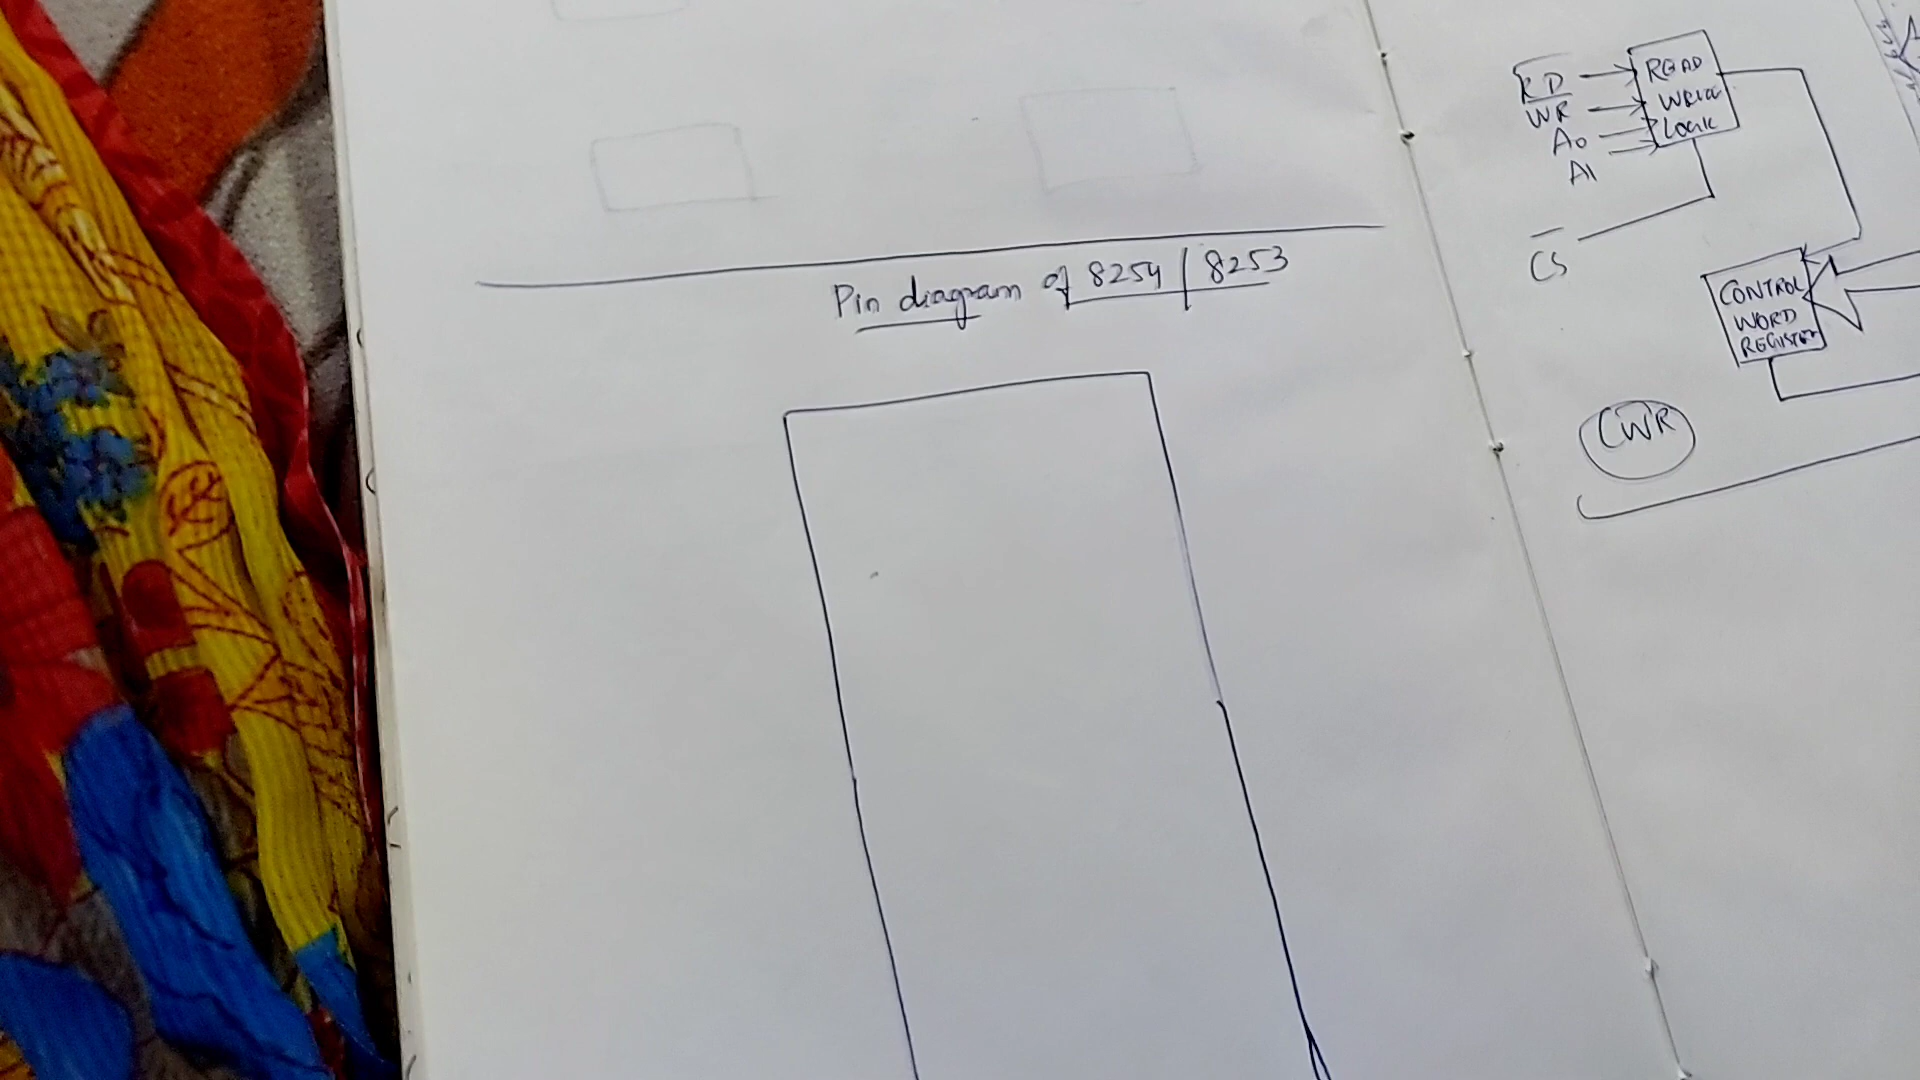 Pin diagram of 8254 / 8253
RD
WR
A0
A1
READ
WRITE
LOGIC
CS
CONTROL
WORD
REGISTER
CWR